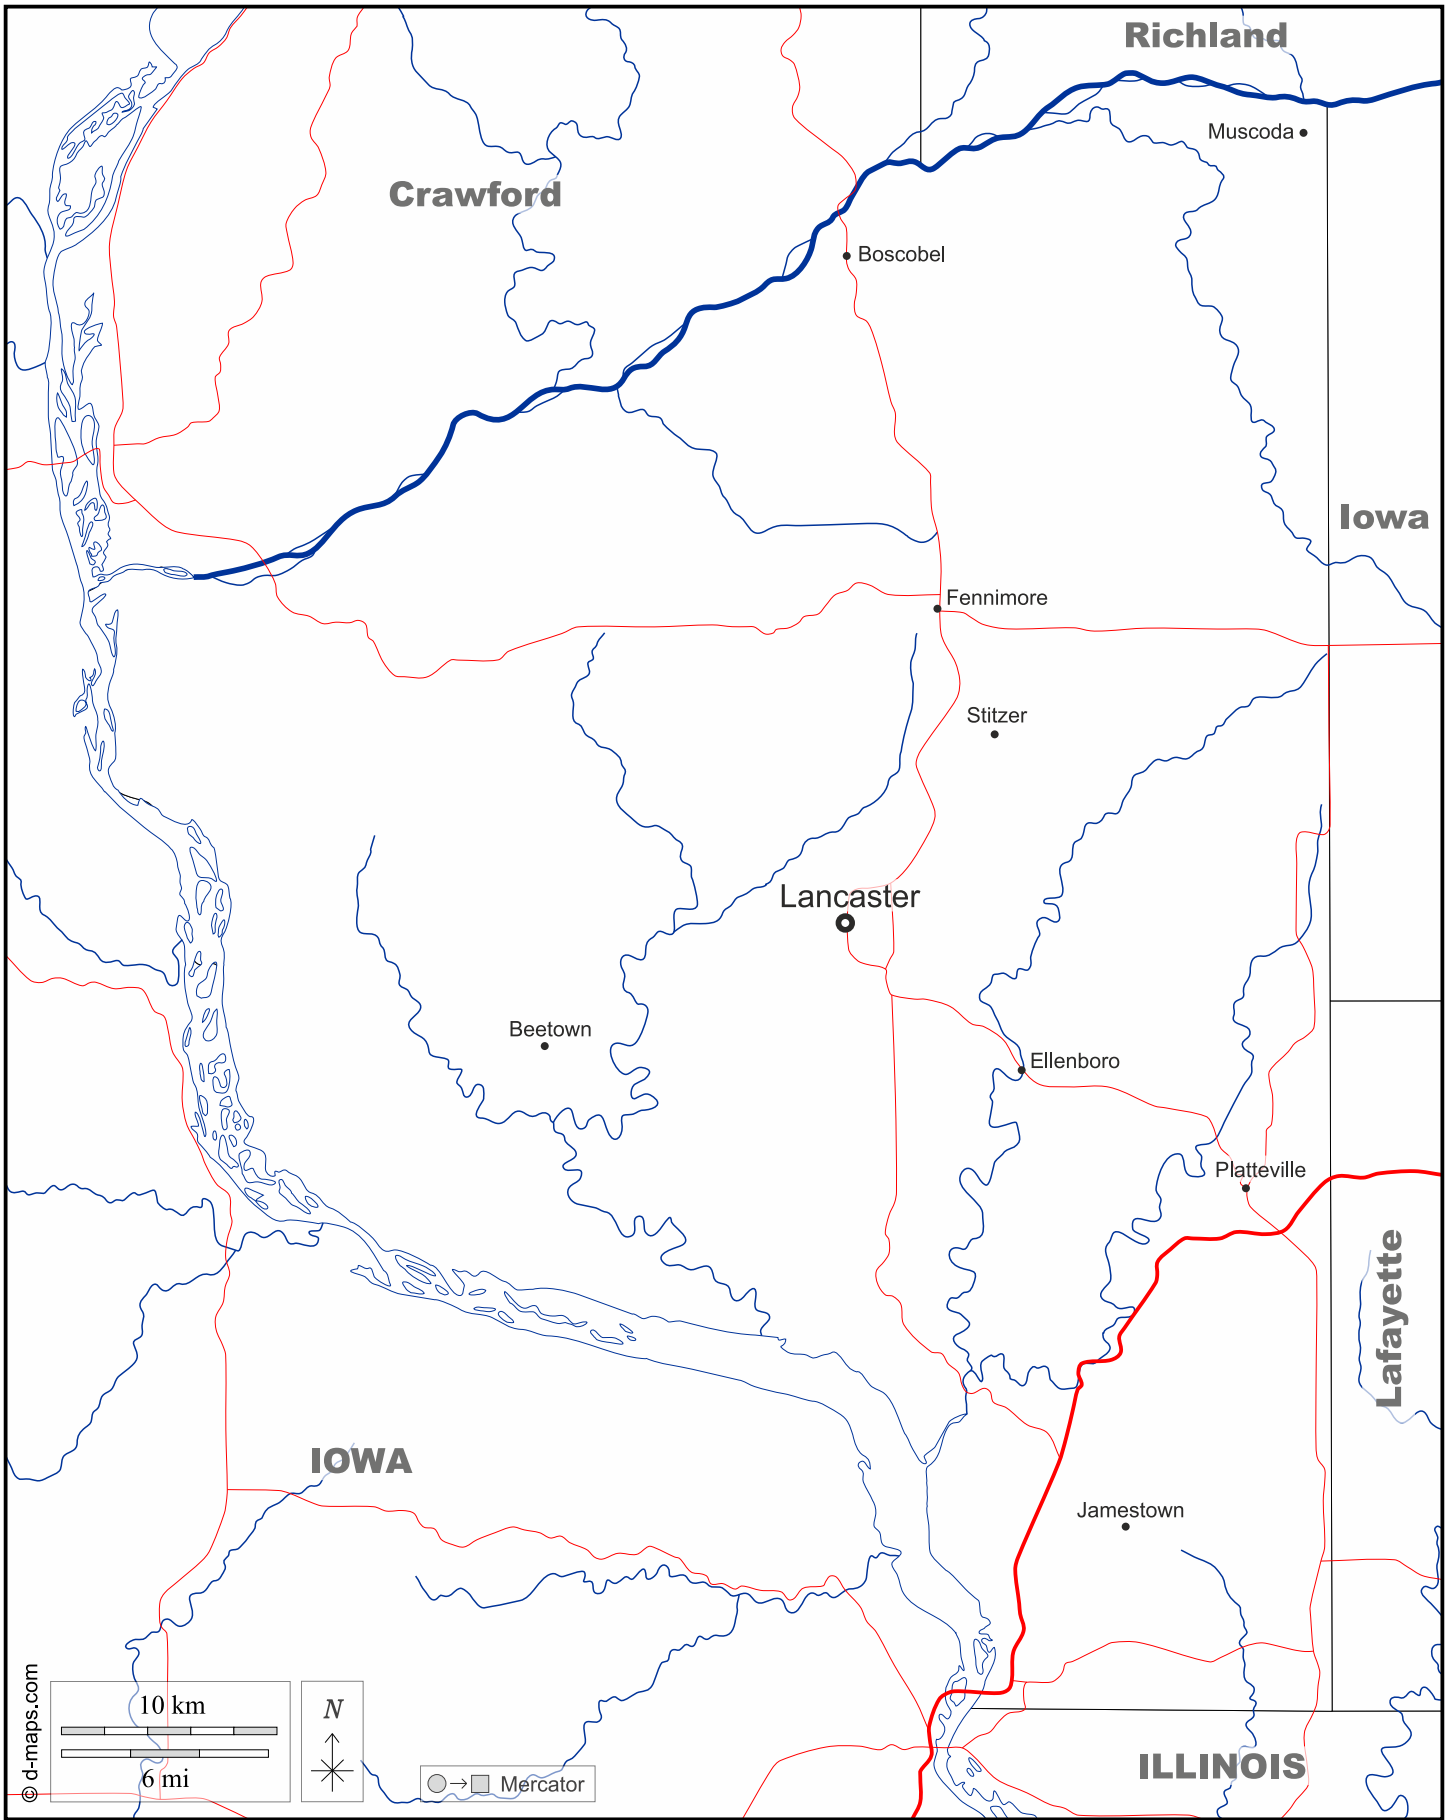 Richland
Muscoda
Crawford
Boscobel
Iowa
Fennimore
Stitzer
Lancaster
Beetown
Ellenboro
Platteville
Lafayette
IOWA
Jamestown
© d-maps.com
10 km
6 mi
N
Mercator
ILLINOIS